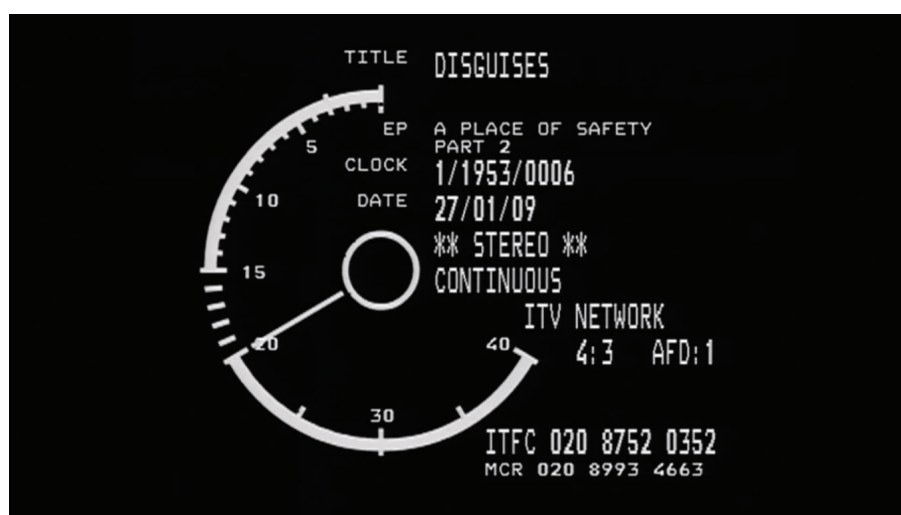 TITLE DISGUISES
EP A PLACE OF SAFETY
PART 2
CLOCK 1/1953/0006
DATE 27/01/09
** STEREO **
CONTINUOUS
ITV NETWORK
4:3 AFD:1
ITFC 020 8752 0352
MCR 020 8993 4663
5
10
15
20
30
40